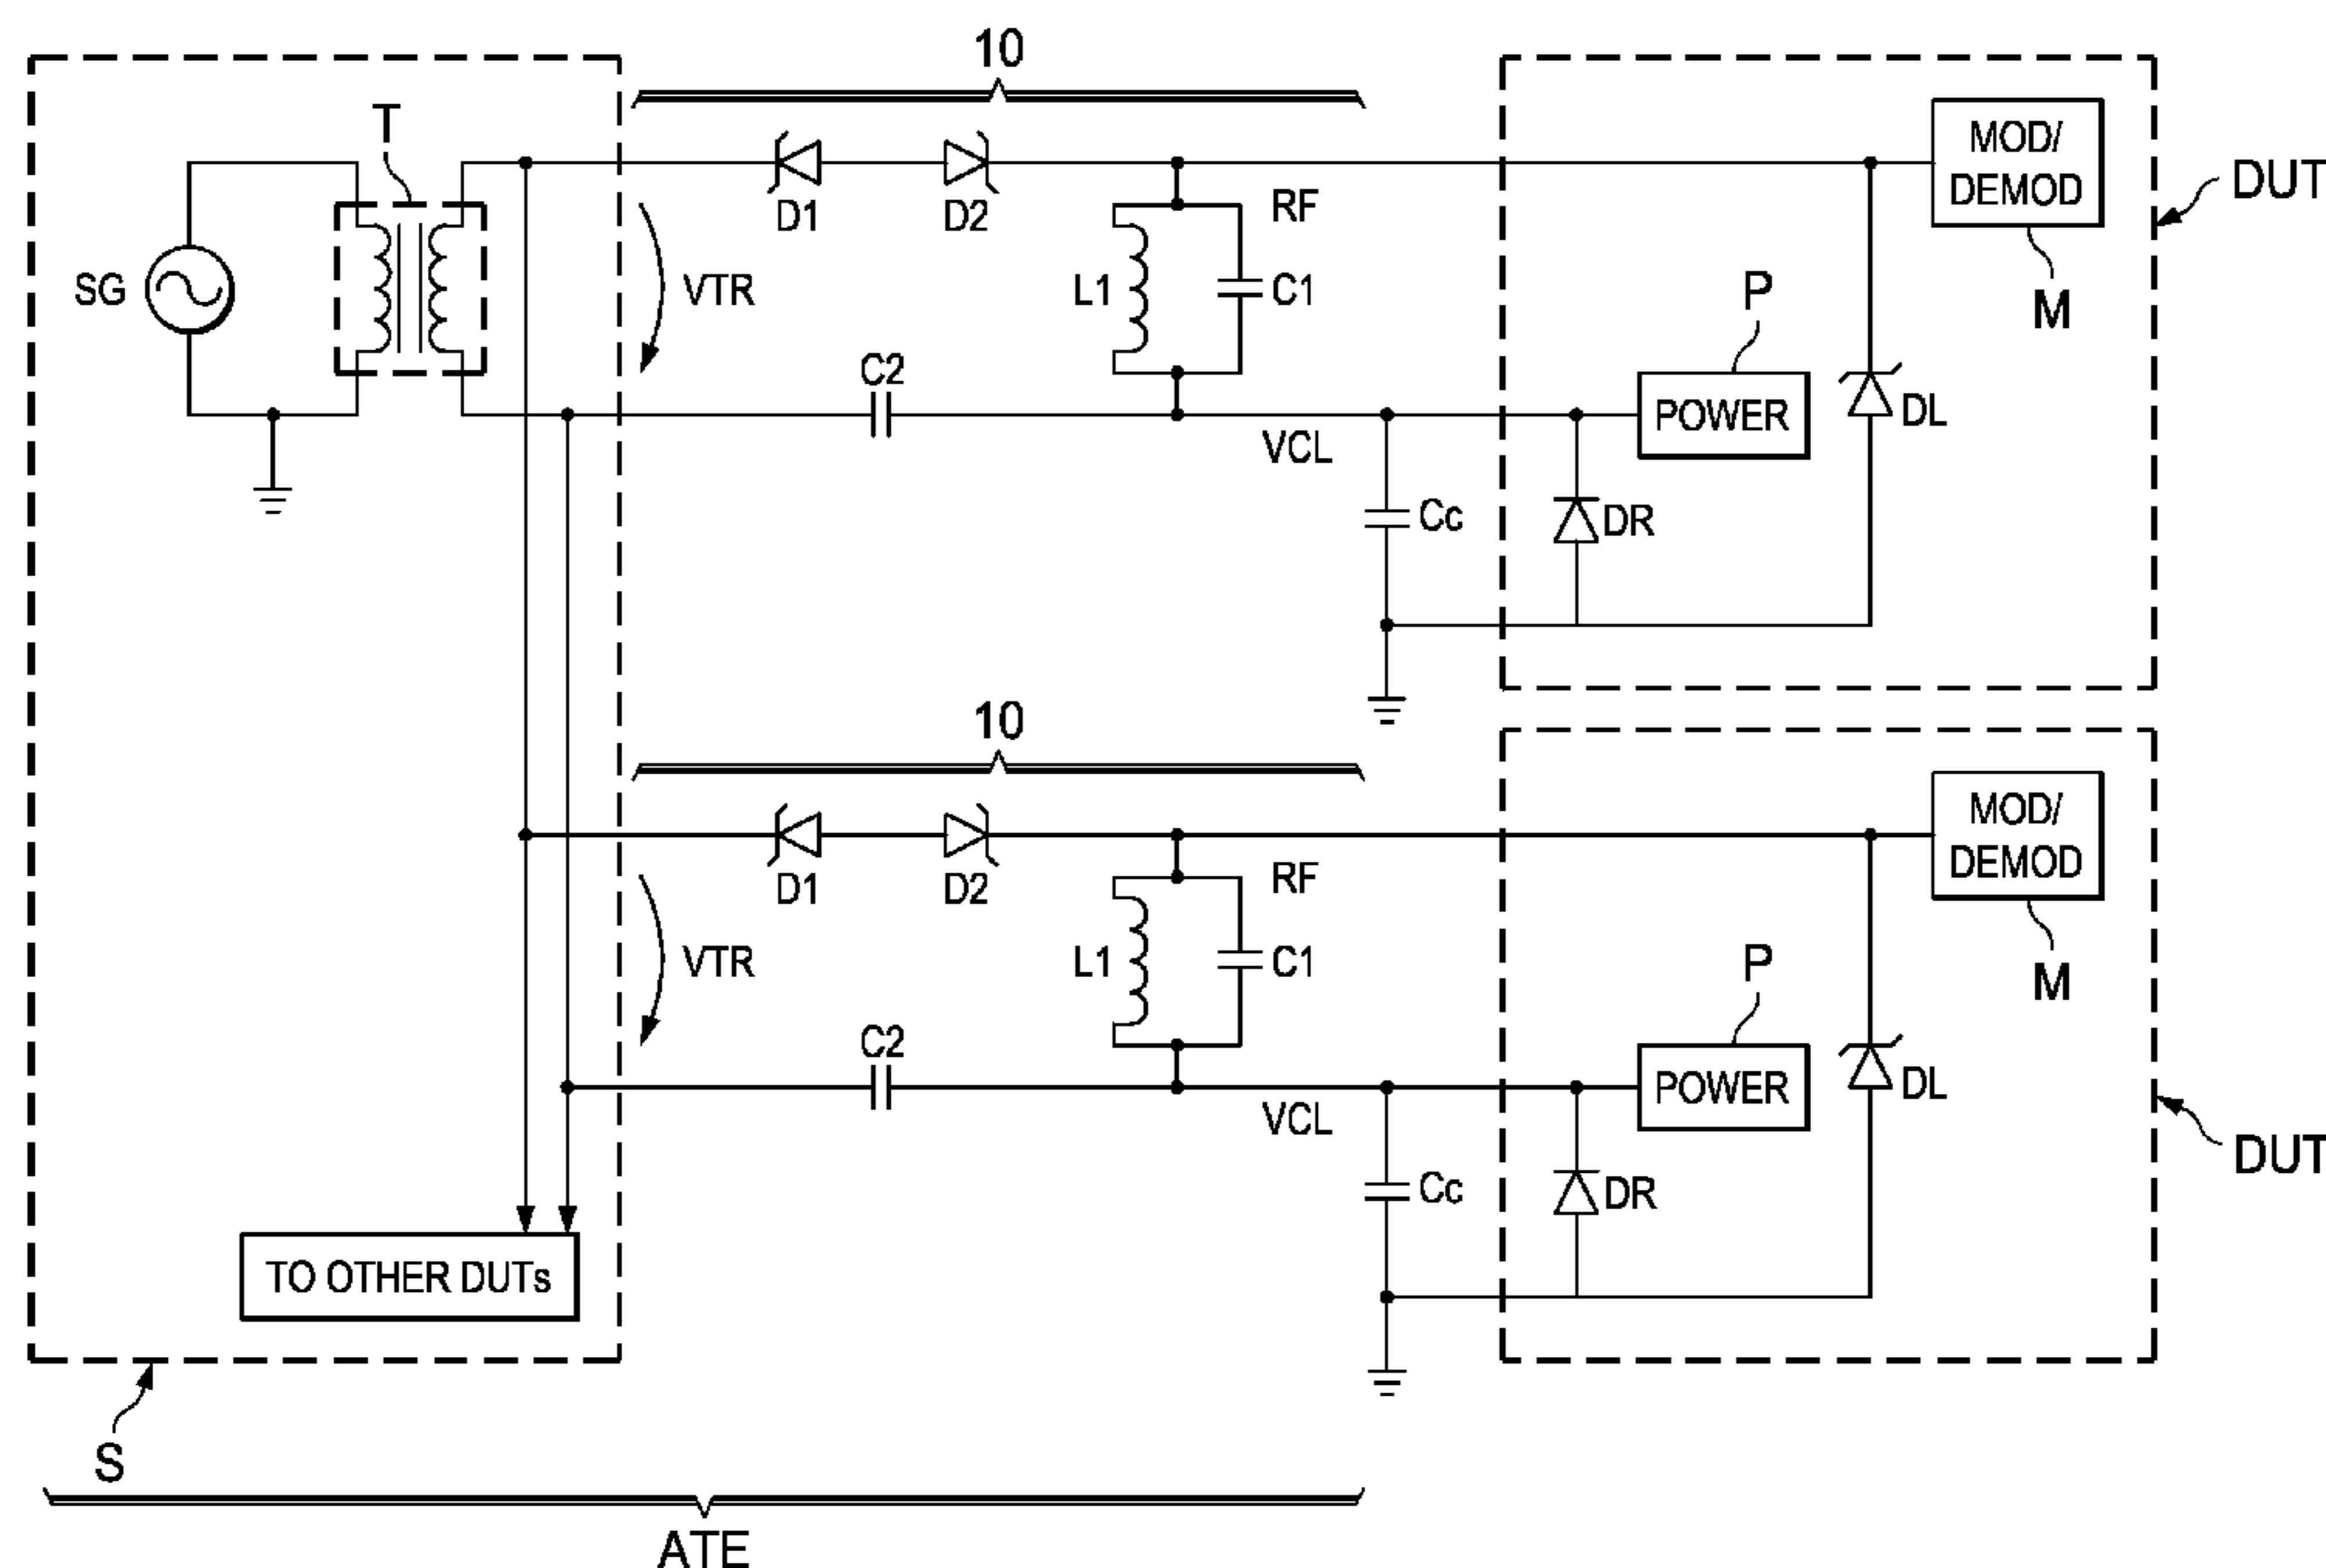 10
T
MOD/
DEMOD
DUT
D1
D2
RF
SG
VTR
L1
C1
P
M
C2
POWER
DL
VCL
Cc
DR
10
MOD/
DEMOD
D1
D2
RF
VTR
L1
C1
P
M
C2
POWER
DL
VCL
DUT
Cc
DR
TO OTHER DUTs
S
ATE